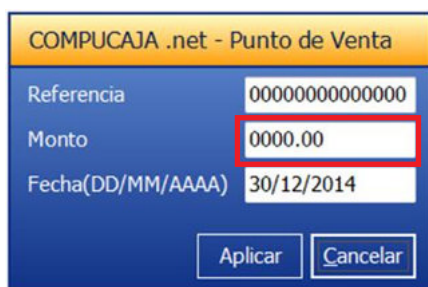 COMPUCAJA .net - Punto de Venta
Referencia 00000000000000
Monto 0000.00
Fecha(DD/MM/AAAA) 30/12/2014
Aplicar Cancelar